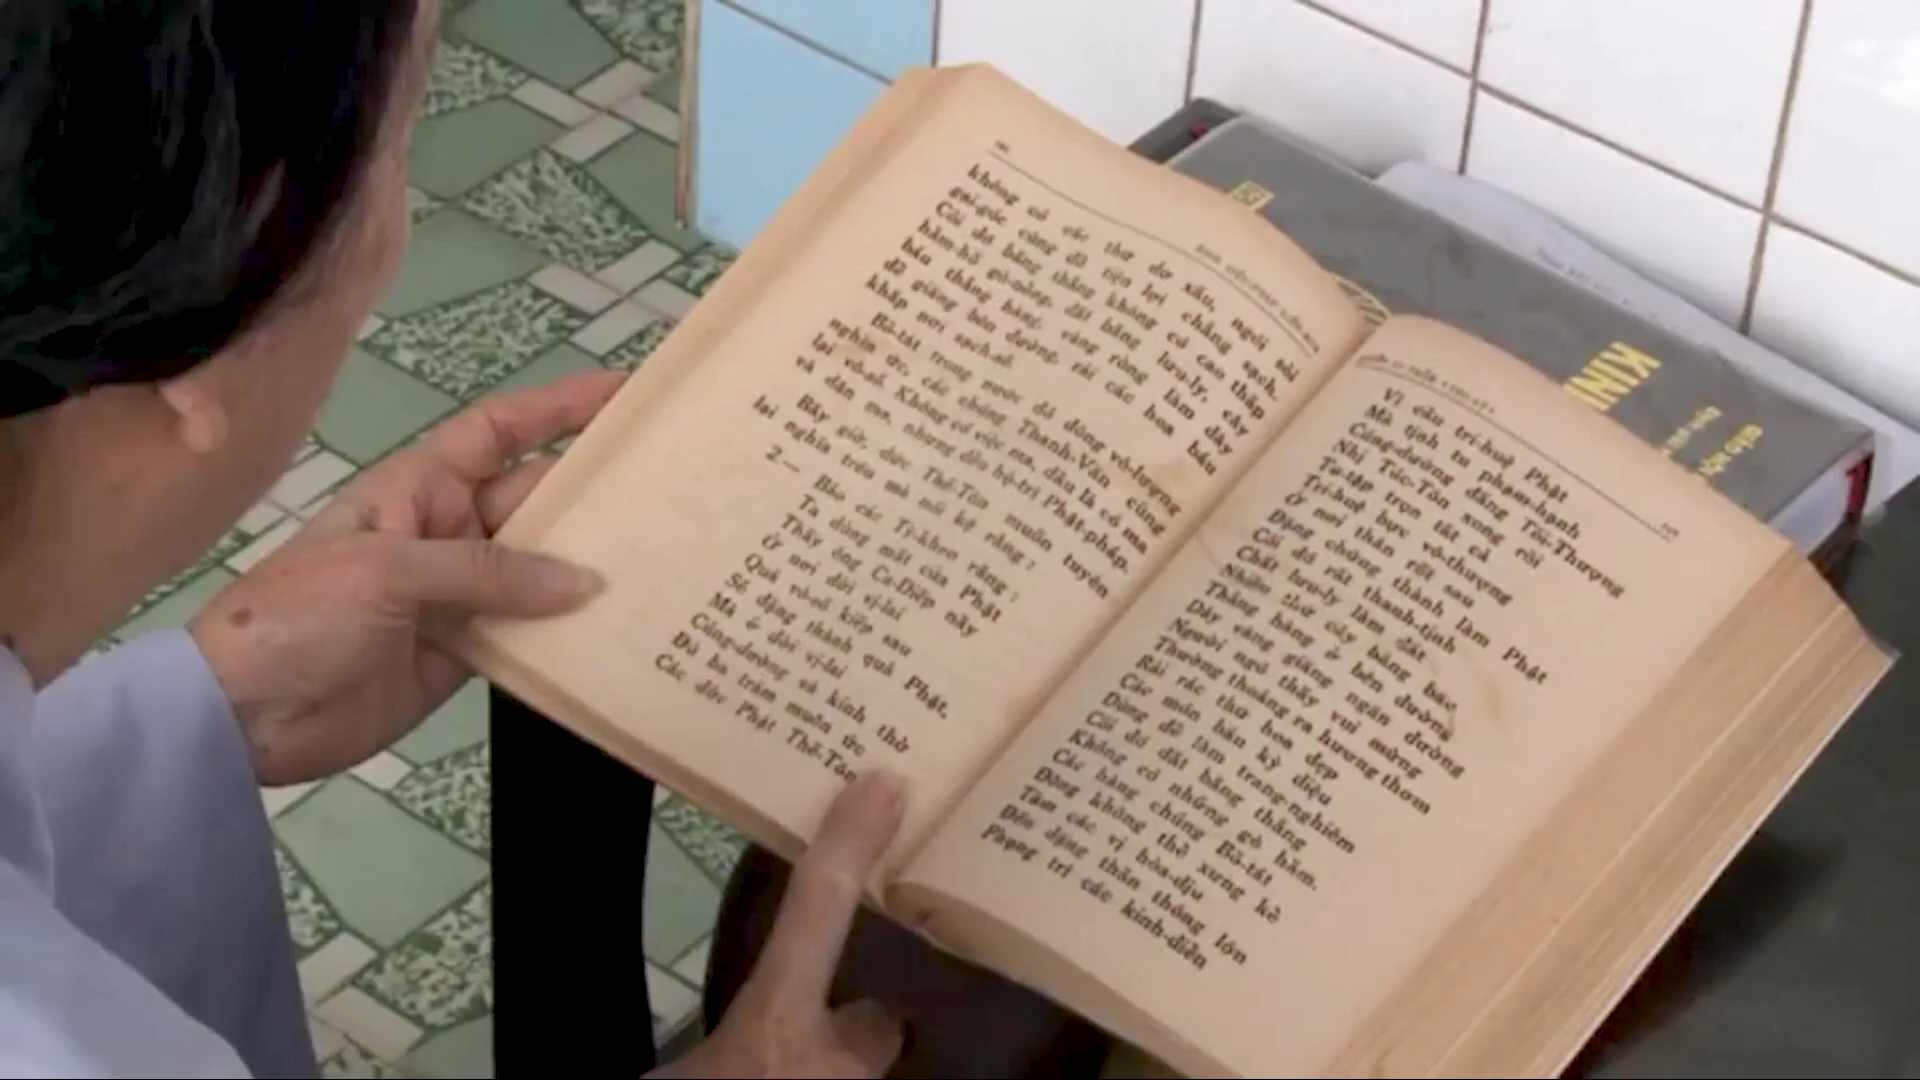 không có các thứ dơ xấu, ngói sỏi
gai-góc cùng đồ tiện lợi chẳng sạch.
Cõi đó bằng thẳng không có cao thấp
hầm-hố gò-nỗng, đất bằng lưu-ly, cây
báu thẳng hàng, vàng ròng làm dây
để giăng bên đường, rải các hoa báu
khắp nơi sạch-sẽ.
Bồ-tát trong nước đó đông vô-lượng
nghìn ức, các chúng Thanh-Văn cũng
lại vô-số. Không có việc ma, dầu là có ma
và dân ma, nhưng đều hộ-trì Phật-pháp.
Bấy giờ, đức Thế-Tôn muốn tuyên
lại nghĩa trên mà nói kệ rằng:
2.— Bảo các Tỳ-kheo rằng:
Ta dùng mắt của Phật
Thấy ông Ca-Diếp này
Ở nơi đời vị-lai
Quá vô-số kiếp sau
Sẽ đặng thành quả Phật,
Mà ở đời vị-lai
Cúng-dường và kính thờ
Đủ ba trăm muôn ức
Các đức Phật Thế-Tôn
Vì cầu trí-huệ Phật
Mà tịnh tu phạm-hạnh
Cúng-dường đấng Tối-Thượng
Nhị Túc-Tôn xong rồi
Tu-tập trọn tất cả
Trí-huệ bực vô-thượng
Ở nơi thân rốt sau
Đặng chứng thành làm Phật
Cõi đó rất thanh-tịnh
Chất lưu-ly làm đất
Nhiều thứ cây bằng báu
Thẳng hàng ở bên đường
Dây vàng giăng ngăn đường
Người ngó thấy vui mừng
Thường thoảng ra hương thơm
Rải rác thứ hoa đẹp
Các món báu kỳ diệu
Dùng để làm trang-nghiêm
Cõi đó đất bằng thẳng
Không có những gò hầm.
Các hàng chúng Bồ-tát
Đông không thể xưng kể
Tâm các vị hòa-dịu
Đến đặng thần thông lớn
Phụng trì các kinh-điển
KIN